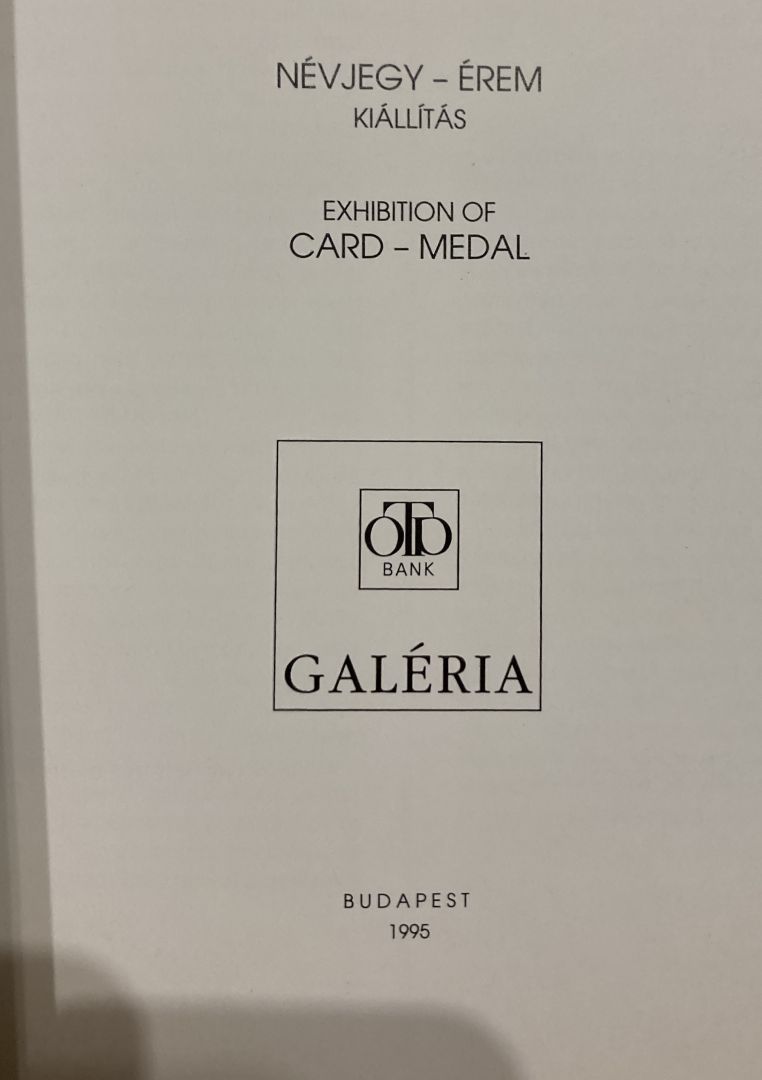 NÉVJEGY – ÉREM
KIÁLLÍTÁS
EXHIBITION OF
CARD – MEDAL
OTP
BANK
GALÉRIA
BUDAPEST
1995